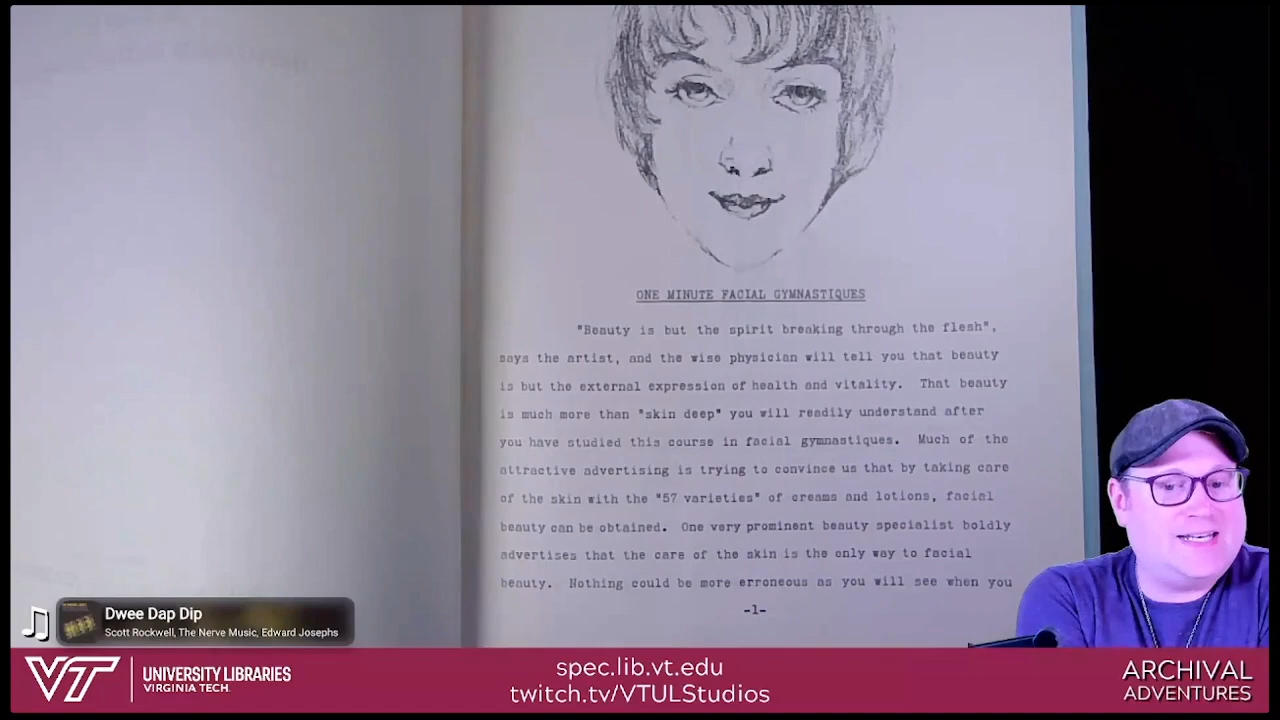 ONE MINUTE FACIAL GYMNASTIQUES
"Beauty is but the spirit breaking through the flesh",
says the artist, and the wise physician will tell you that beauty
is but the external expression of health and vitality. That beauty
is much more than "skin deep" you will readily understand after
you have studied this course in facial gymnastiques. Much of the
attractive advertising is trying to convince us that by taking care
of the skin with the "57 varieties" of creams and lotions, facial
beauty can be obtained. One very prominent beauty specialist boldly
advertises that the care of the skin is the only way to facial
beauty. Nothing could be more erroneous as you will see when you
-1-
Dwee Dap Dip
Scott Rockwell, The Nerve Music, Edward Josephs
VT UNIVERSITY LIBRARIES
VIRGINIA TECH.
spec.lib.vt.edu
twitch.tv/VTULStudios
ARCHIVAL
ADVENTURES